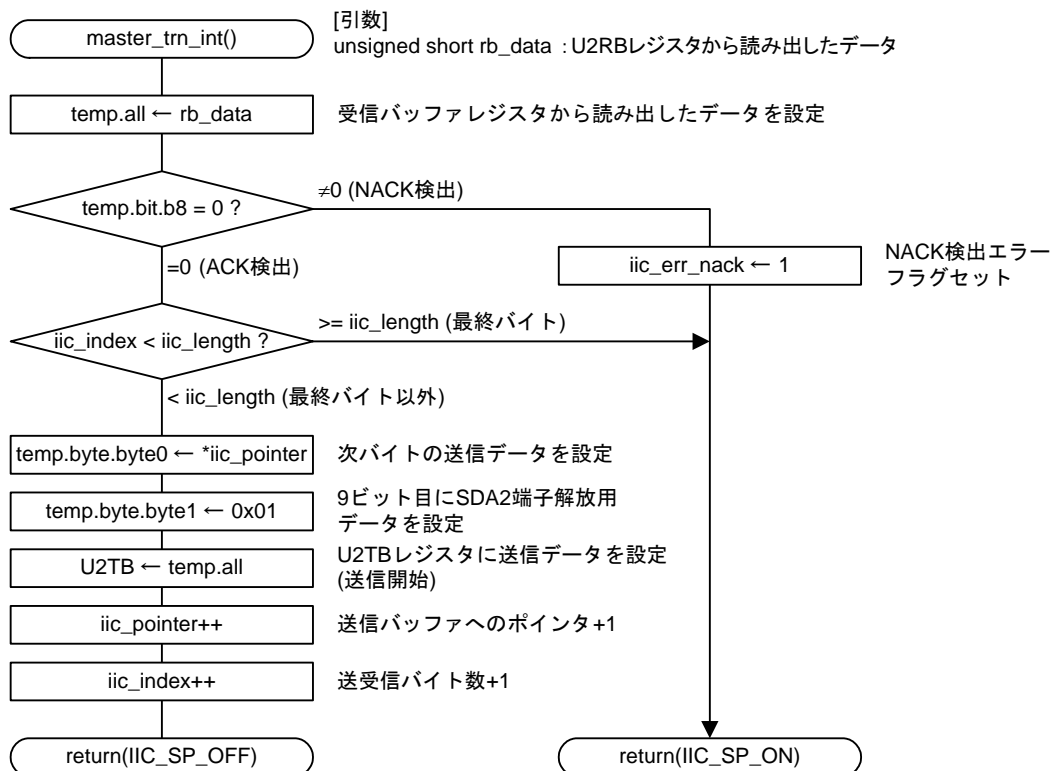 master_trn_int()
[引数]
unsigned short rb_data ：U2RBレジスタから読み出したデータ
temp.all ← rb_data
受信バッファレジスタから読み出したデータを設定
temp.bit.b8 = 0 ?
≠0 (NACK検出)
=0 (ACK検出)
iic_err_nack ← 1
NACK検出エラー
フラグセット
iic_index < iic_length ?
>= iic_length (最終バイト)
< iic_length (最終バイト以外)
temp.byte.byte0 ← *iic_pointer
次バイトの送信データを設定
temp.byte.byte1 ← 0x01
9ビット目にSDA2端子解放用
データを設定
U2TB ← temp.all
U2TBレジスタに送信データを設定
(送信開始)
iic_pointer++
送信バッファへのポインタ+1
iic_index++
送受信バイト数+1
return(IIC_SP_OFF)
return(IIC_SP_ON)